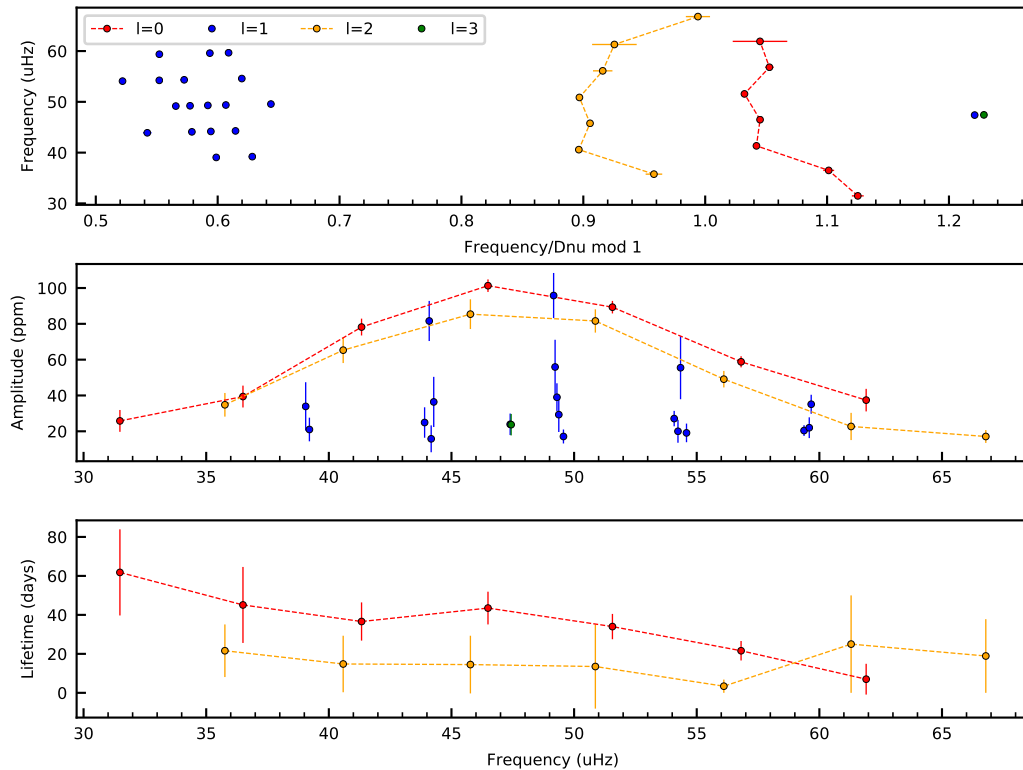 l=0 l=1 l=2 l=3
Frequency (uHz)
60
50
40
30
0.5 0.6 0.7 0.8 0.9 1.0 1.1 1.2
Frequency/Dnu mod 1
Amplitude (ppm)
100
80
60
40
20
30 35 40 45 50 55 60 65
Lifetime (days)
80
60
40
20
0
30 35 40 45 50 55 60 65
Frequency (uHz)